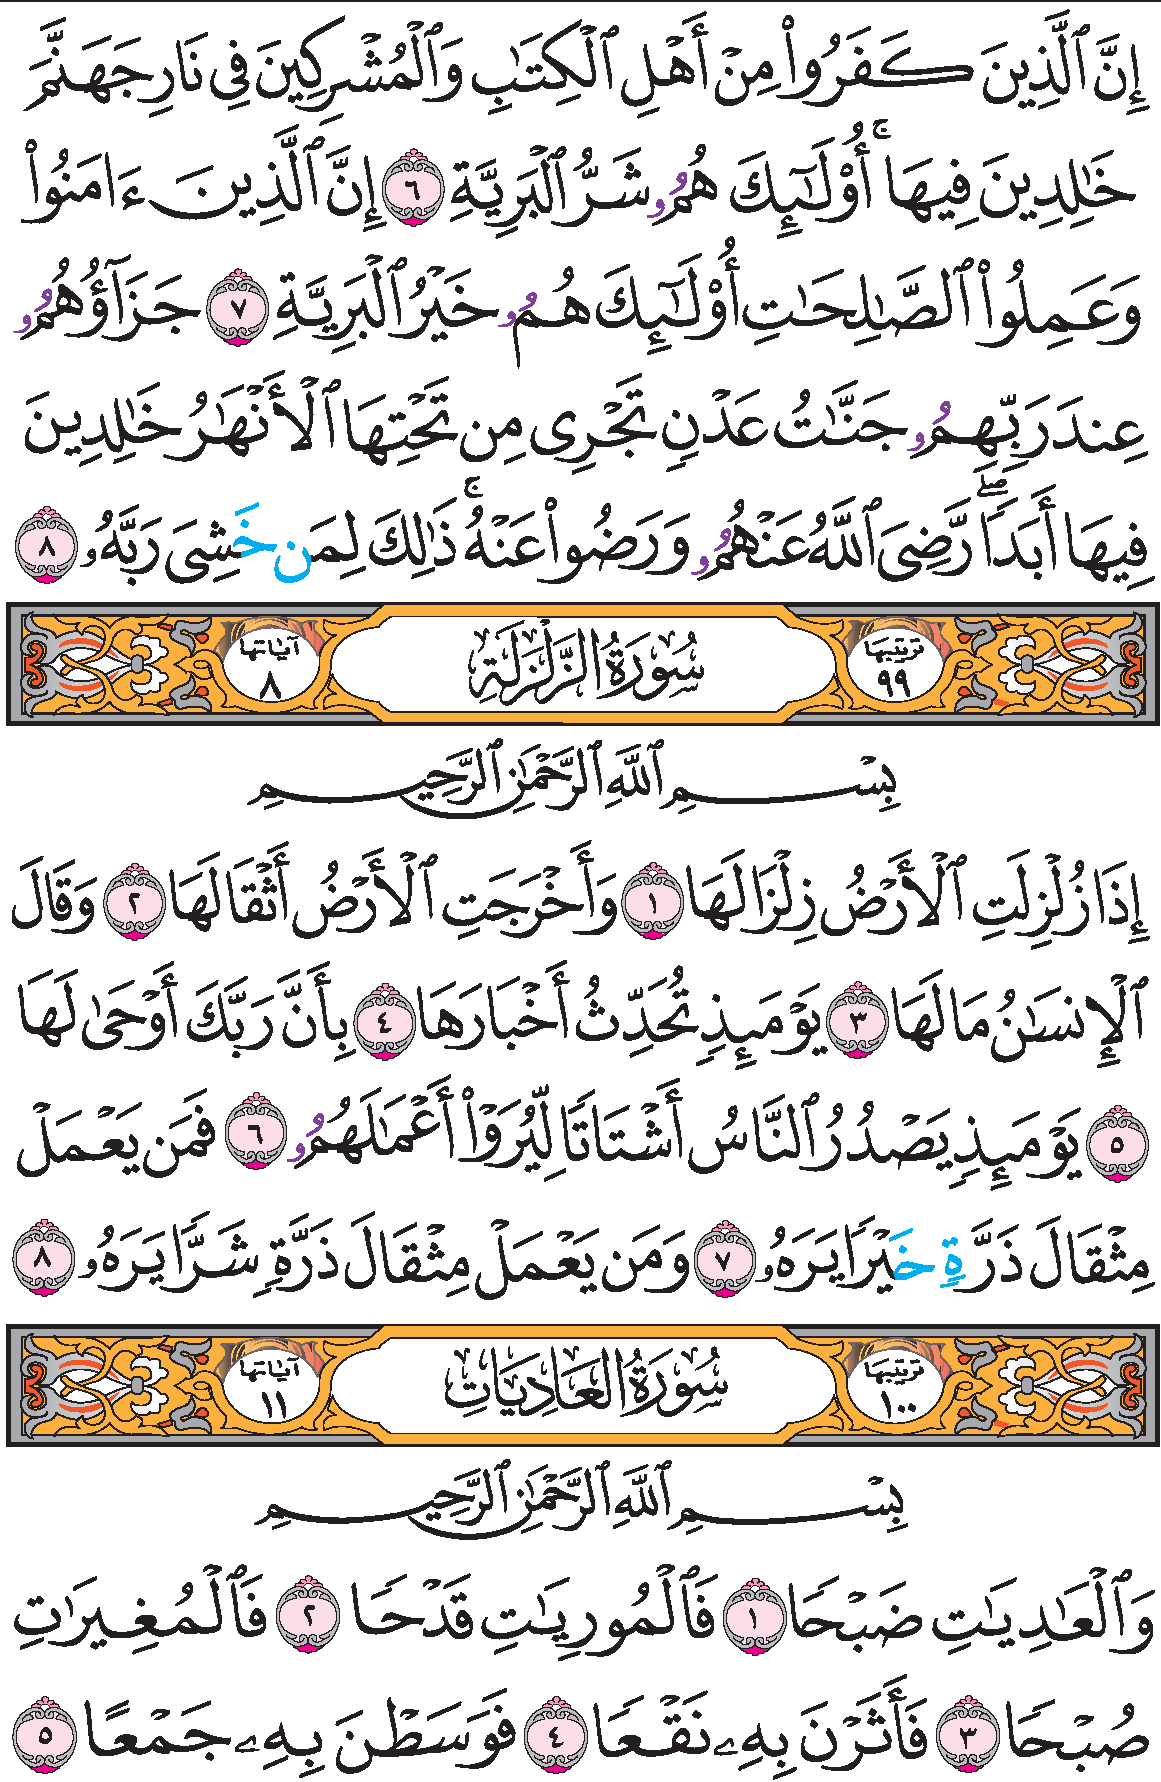 إِنَّ ٱلَّذِينَ كَفَرُوا۟ مِنْ أَهْلِ ٱلْكِتَٰبِ وَٱلْمُشْرِكِينَ فِى نَارِ جَهَنَّمَ
خَٰلِدِينَ فِيهَآ ۚ أُو۟لَٰٓئِكَ هُمُۥ شَرُّ ٱلْبَرِيَّةِ ٦ إِنَّ ٱلَّذِينَ ءَامَنُوا۟
وَعَمِلُوا۟ ٱلصَّٰلِحَٰتِ أُو۟لَٰٓئِكَ هُمُۥ خَيْرُ ٱلْبَرِيَّةِ ٧ جَزَآؤُهُمُۥ
عِندَ رَبِّهِمُۥ جَنَّٰتُ عَدْنٍ تَجْرِى مِن تَحْتِهَا ٱلْأَنْهَٰرُ خَٰلِدِينَ
فِيهَآ أَبَدًا ۖ رَّضِىَ ٱللَّهُ عَنْهُمُۥ وَرَضُوا۟ عَنْهُ ۚ ذَٰلِكَ لِمَن خَشِىَ رَبَّهُۥ ٨
ترتيبها ٩٩ سُورَةُ الزَّلْزَلَةِ آياتها ٨
بِسْمِ ٱللَّهِ ٱلرَّحْمَٰنِ ٱلرَّحِيمِ
إِذَا زُلْزِلَتِ ٱلْأَرْضُ زِلْزَالَهَا ١ وَأَخْرَجَتِ ٱلْأَرْضُ أَثْقَالَهَا ٢ وَقَالَ
ٱلْإِنسَٰنُ مَا لَهَا ٣ يَوْمَئِذٍ تُحَدِّثُ أَخْبَارَهَا ٤ بِأَنَّ رَبَّكَ أَوْحَىٰ لَهَا
٥ يَوْمَئِذٍ يَصْدُرُ ٱلنَّاسُ أَشْتَاتًا لِّيُرَوْا۟ أَعْمَٰلَهُمُۥ ٦ فَمَن يَعْمَلْ
مِثْقَالَ ذَرَّةٍ خَيْرًا يَرَهُۥ ٧ وَمَن يَعْمَلْ مِثْقَالَ ذَرَّةٍ شَرًّا يَرَهُۥ ٨
ترتيبها ١٠٠ سُورَةُ العَادِيَاتِ آياتها ١١
بِسْمِ ٱللَّهِ ٱلرَّحْمَٰنِ ٱلرَّحِيمِ
وَٱلْعَٰدِيَٰتِ ضَبْحًا ١ فَٱلْمُورِيَٰتِ قَدْحًا ٢ فَٱلْمُغِيرَٰتِ
صُبْحًا ٣ فَأَثَرْنَ بِهِۦ نَقْعًا ٤ فَوَسَطْنَ بِهِۦ جَمْعًا ٥